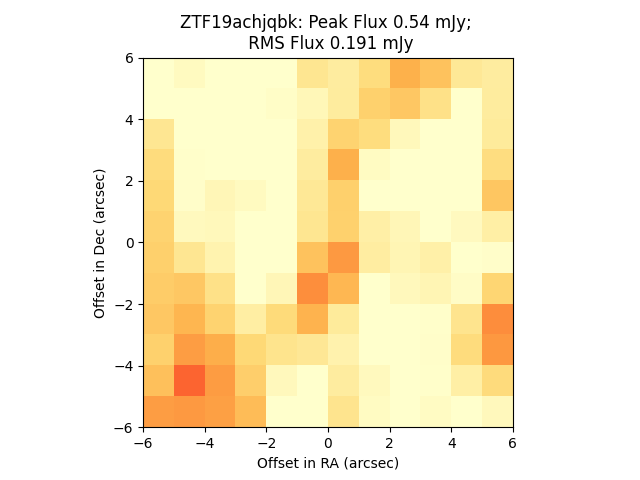 ZTF19achjqbk: Peak Flux 0.54 mJy;
RMS Flux 0.191 mJy
6
4
2
0
−2
−4
−6
Offset in Dec (arcsec)
−6 −4 −2 0 2 4 6
Offset in RA (arcsec)